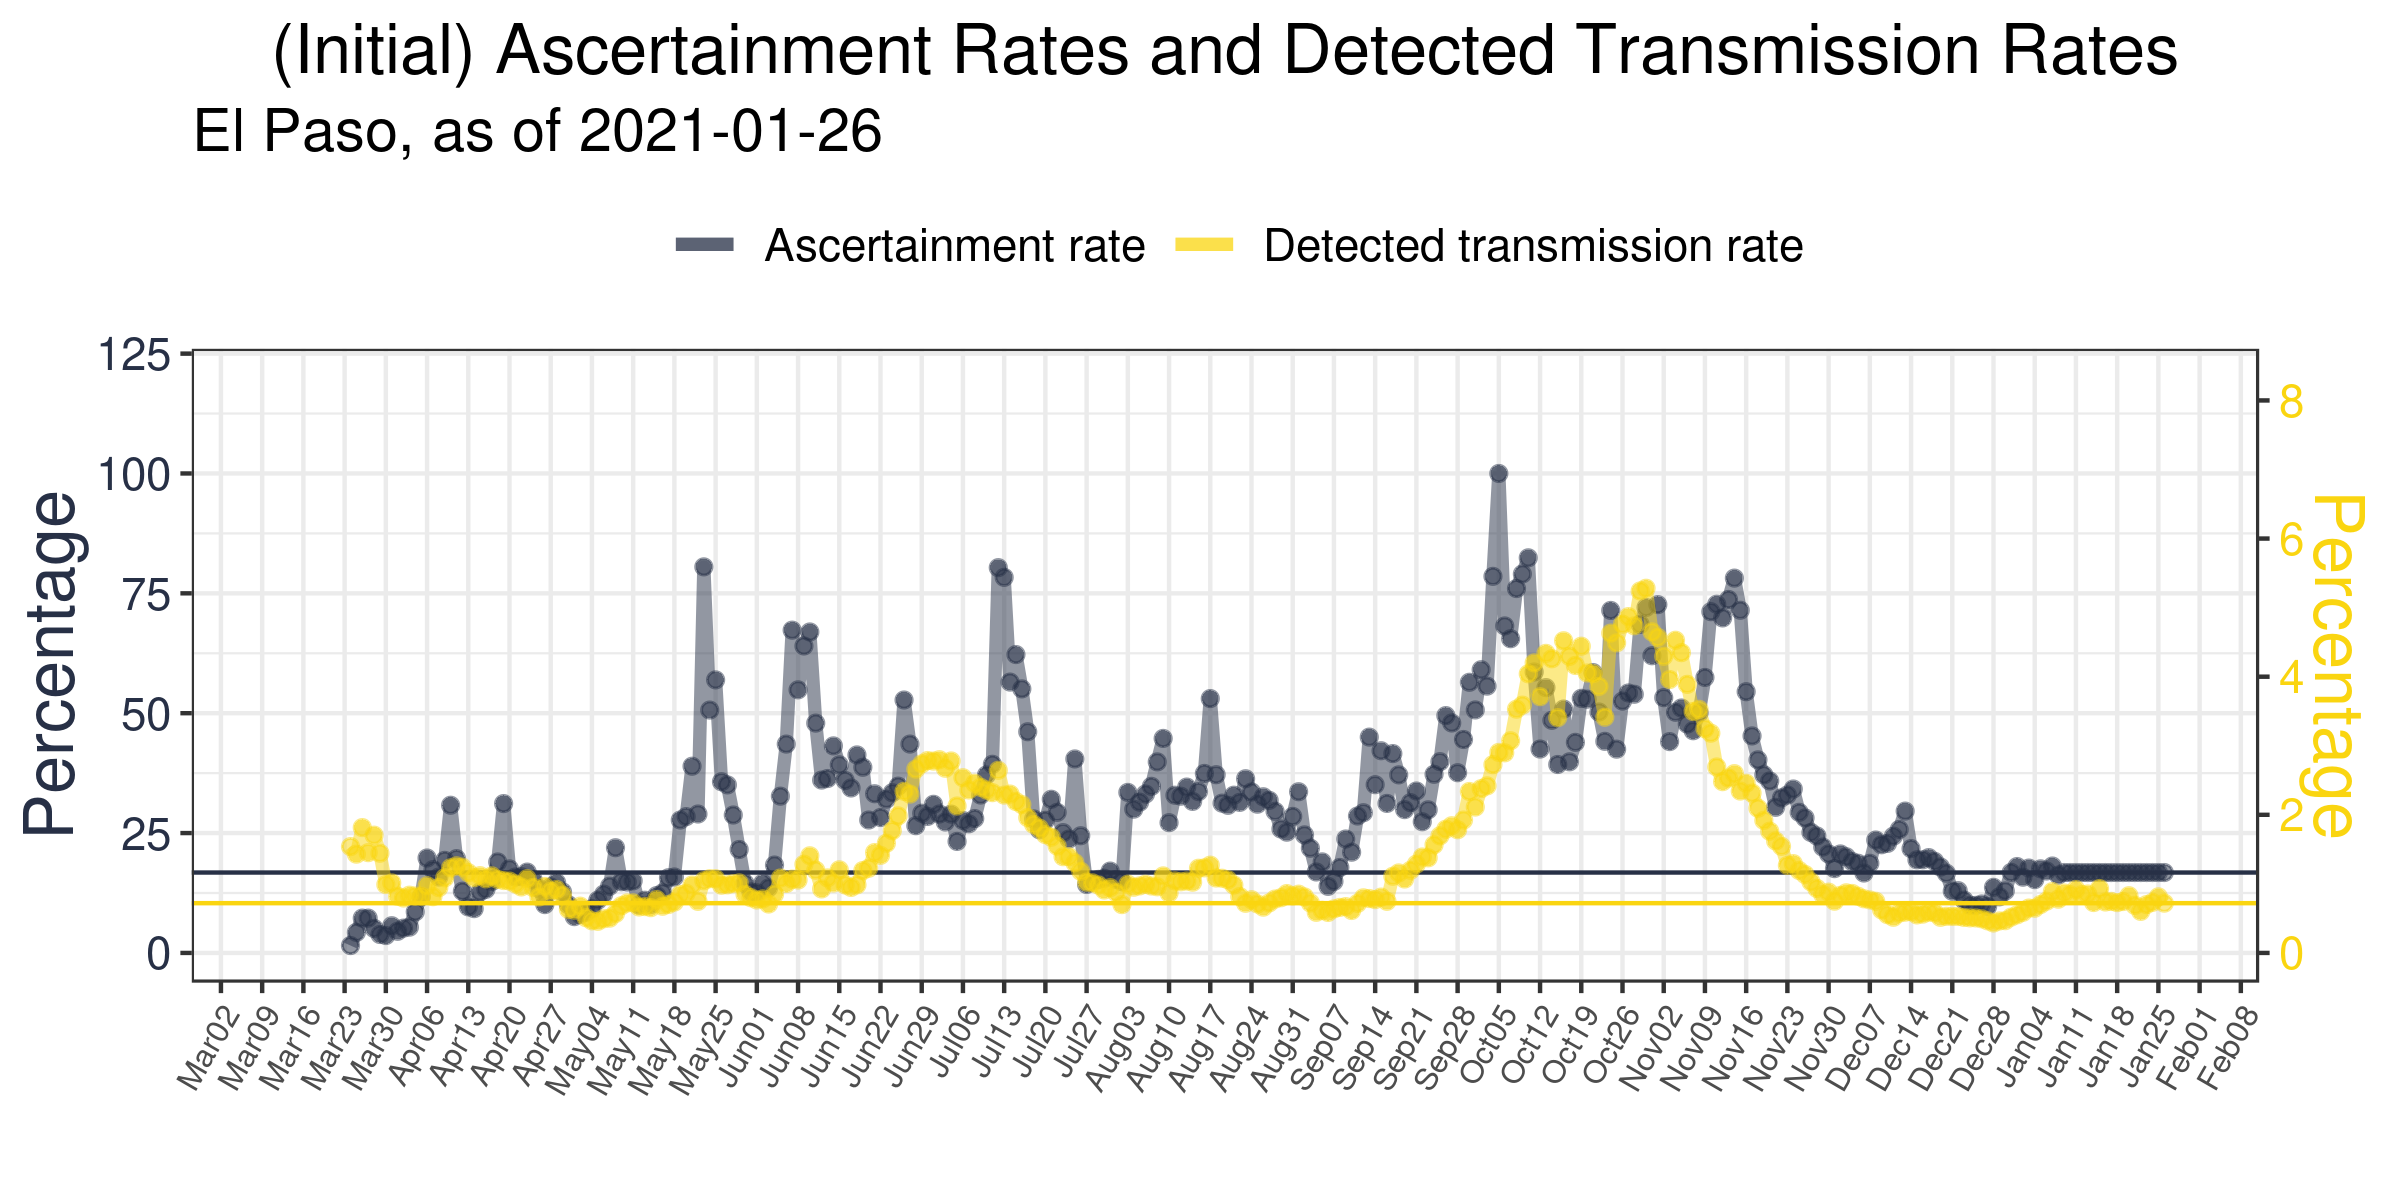 (Initial) Ascertainment Rates and Detected Transmission Rates
El Paso, as of 2021-01-26
Ascertainment rate
Detected transmission rate
Percentage
125
100
75
50
25
0
8
6
4
2
0
Percentage
Mar02
Mar09
Mar16
Mar23
Mar30
Apr06
Apr13
Apr20
Apr27
May04
May11
May18
May25
Jun01
Jun08
Jun15
Jun22
Jun29
Jul06
Jul13
Jul20
Jul27
Aug03
Aug10
Aug17
Aug24
Aug31
Sep07
Sep14
Sep21
Sep28
Oct05
Oct12
Oct19
Oct26
Nov02
Nov09
Nov16
Nov23
Nov30
Dec07
Dec14
Dec21
Dec28
Jan04
Jan11
Jan18
Jan25
Feb01
Feb08